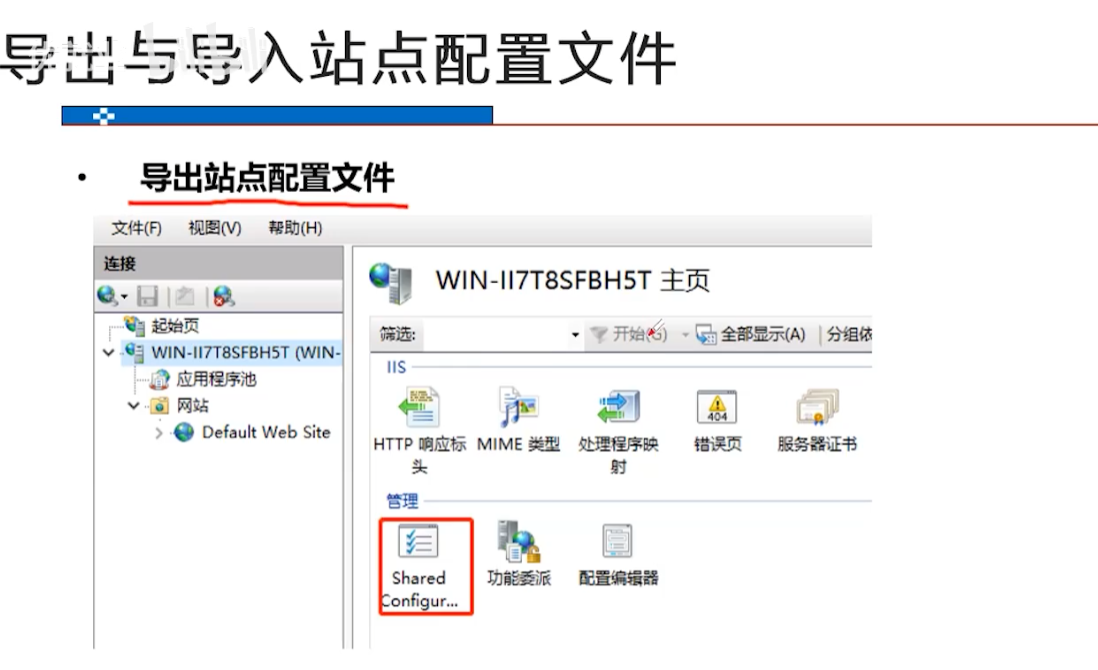 导出与导入站点配置文件
• 导出站点配置文件
文件(F) 视图(V) 帮助(H)
连接
WIN-II7T8SFBH5T 主页
筛选: 开始(G) 全部显示(A) 分组依
起始页
WIN-II7T8SFBH5T (WIN-
应用程序池
网站
Default Web Site
IIS
HTTP 响应标
头
MIME 类型
处理程序映
射
404
错误页
服务器证书
管理
Shared
Configur...
功能委派
配置编辑器